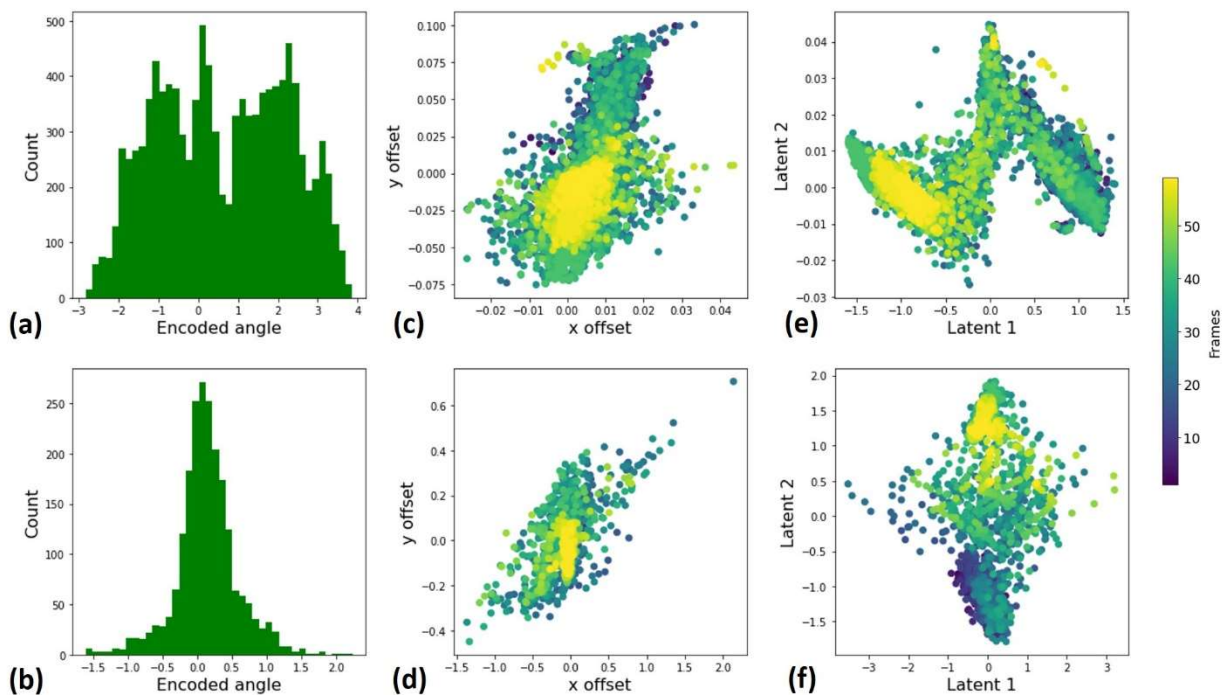 500
400
300
200
100
0
Count
−3 −2 −1 0 1 2 3 4
(a) Encoded angle
0.100
0.075
0.050
0.025
0.000
−0.025
−0.050
−0.075
y offset
−0.02 −0.01 0.00 0.01 0.02 0.03 0.04
(c) x offset
0.04
0.03
0.02
0.01
0.00
−0.01
−0.02
−0.03
Latent 2
−1.5 −1.0 −0.5 0.0 0.5 1.0 1.5
(e) Latent 1
50
40
30
20
10
Frames
250
200
150
100
50
0
Count
−1.5 −1.0 −0.5 0.0 0.5 1.0 1.5 2.0
(b) Encoded angle
0.6
0.4
0.2
0.0
−0.2
−0.4
y offset
−1.5 −1.0 −0.5 0.0 0.5 1.0 1.5 2.0
(d) x offset
2.0
1.5
1.0
0.5
0.0
−0.5
−1.0
−1.5
Latent 2
−3 −2 −1 0 1 2 3
(f) Latent 1